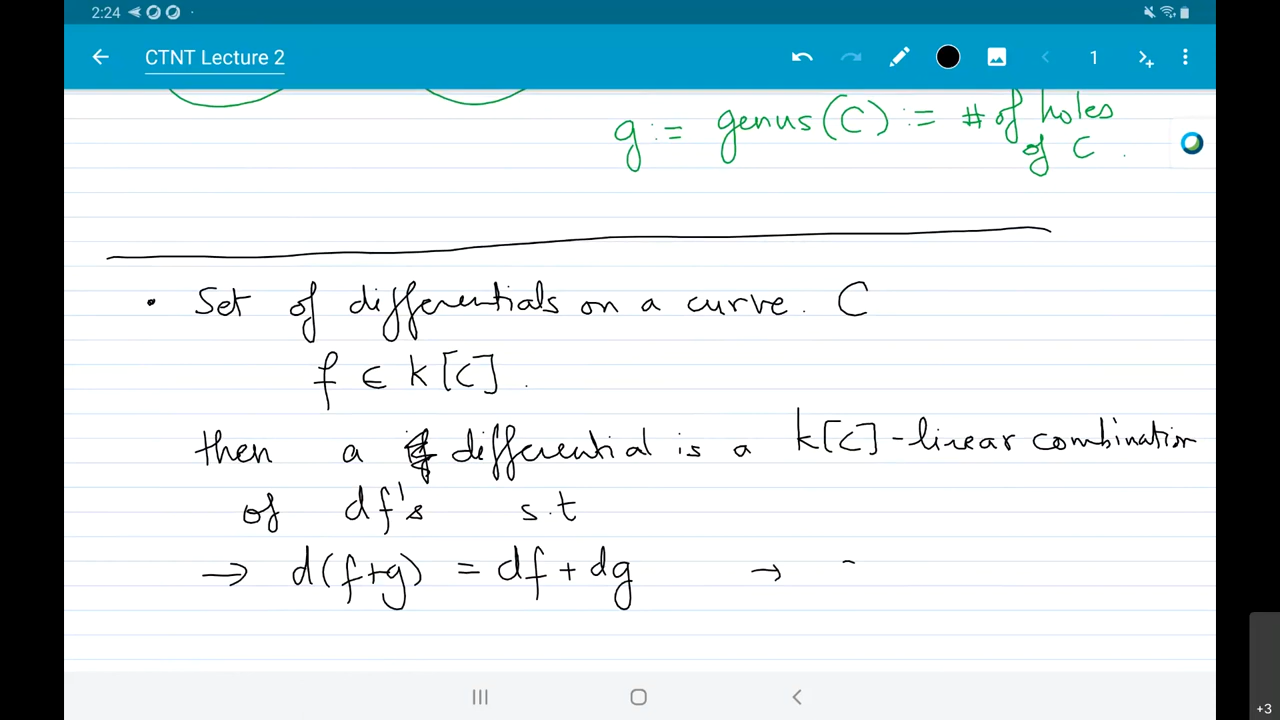 2:24
CTNT Lecture 2
1
g := genus(C) := # of holes
of C
• Set of differentials on a curve. C
f ∈ k[C].
then a differential is a k[C]-linear combination
of df's s.t
→ d(f+g) = df + dg →
+3